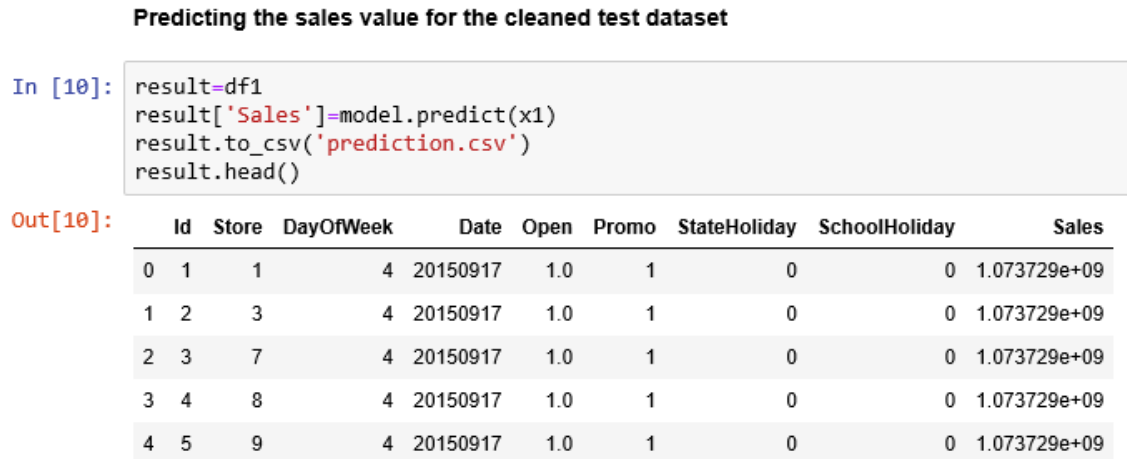 Predicting the sales value for the cleaned test dataset
In [10]: result=df1
result['Sales']=model.predict(x1)
result.to_csv('prediction.csv')
result.head()
Out[10]:
Id Store DayOfWeek Date Open Promo StateHoliday SchoolHoliday Sales
0 1 1 4 20150917 1.0 1 0 0 1.073729e+09
1 2 3 4 20150917 1.0 1 0 0 1.073729e+09
2 3 7 4 20150917 1.0 1 0 0 1.073729e+09
3 4 8 4 20150917 1.0 1 0 0 1.073729e+09
4 5 9 4 20150917 1.0 1 0 0 1.073729e+09